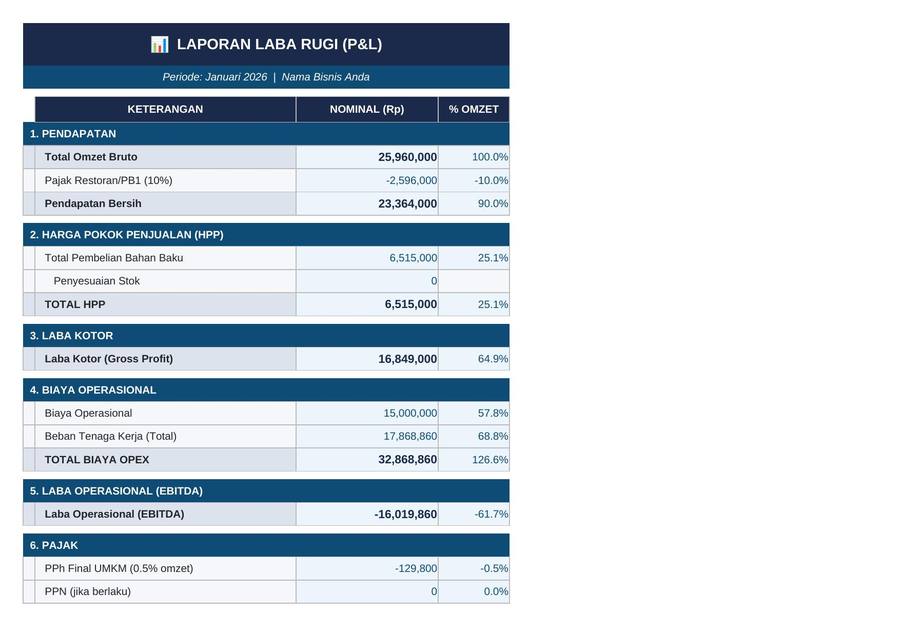 📊 LAPORAN LABA RUGI (P&L)
Periode: Januari 2026 | Nama Bisnis Anda
KETERANGAN NOMINAL (Rp) % OMZET
1. PENDAPATAN
Total Omzet Bruto 25,960,000 100.0%
Pajak Restoran/PB1 (10%) -2,596,000 -10.0%
Pendapatan Bersih 23,364,000 90.0%
2. HARGA POKOK PENJUALAN (HPP)
Total Pembelian Bahan Baku 6,515,000 25.1%
Penyesuaian Stok 0
TOTAL HPP 6,515,000 25.1%
3. LABA KOTOR
Laba Kotor (Gross Profit) 16,849,000 64.9%
4. BIAYA OPERASIONAL
Biaya Operasional 15,000,000 57.8%
Beban Tenaga Kerja (Total) 17,868,860 68.8%
TOTAL BIAYA OPEX 32,868,860 126.6%
5. LABA OPERASIONAL (EBITDA)
Laba Operasional (EBITDA) -16,019,860 -61.7%
6. PAJAK
PPh Final UMKM (0.5% omzet) -129,800 -0.5%
PPN (jika berlaku) 0 0.0%